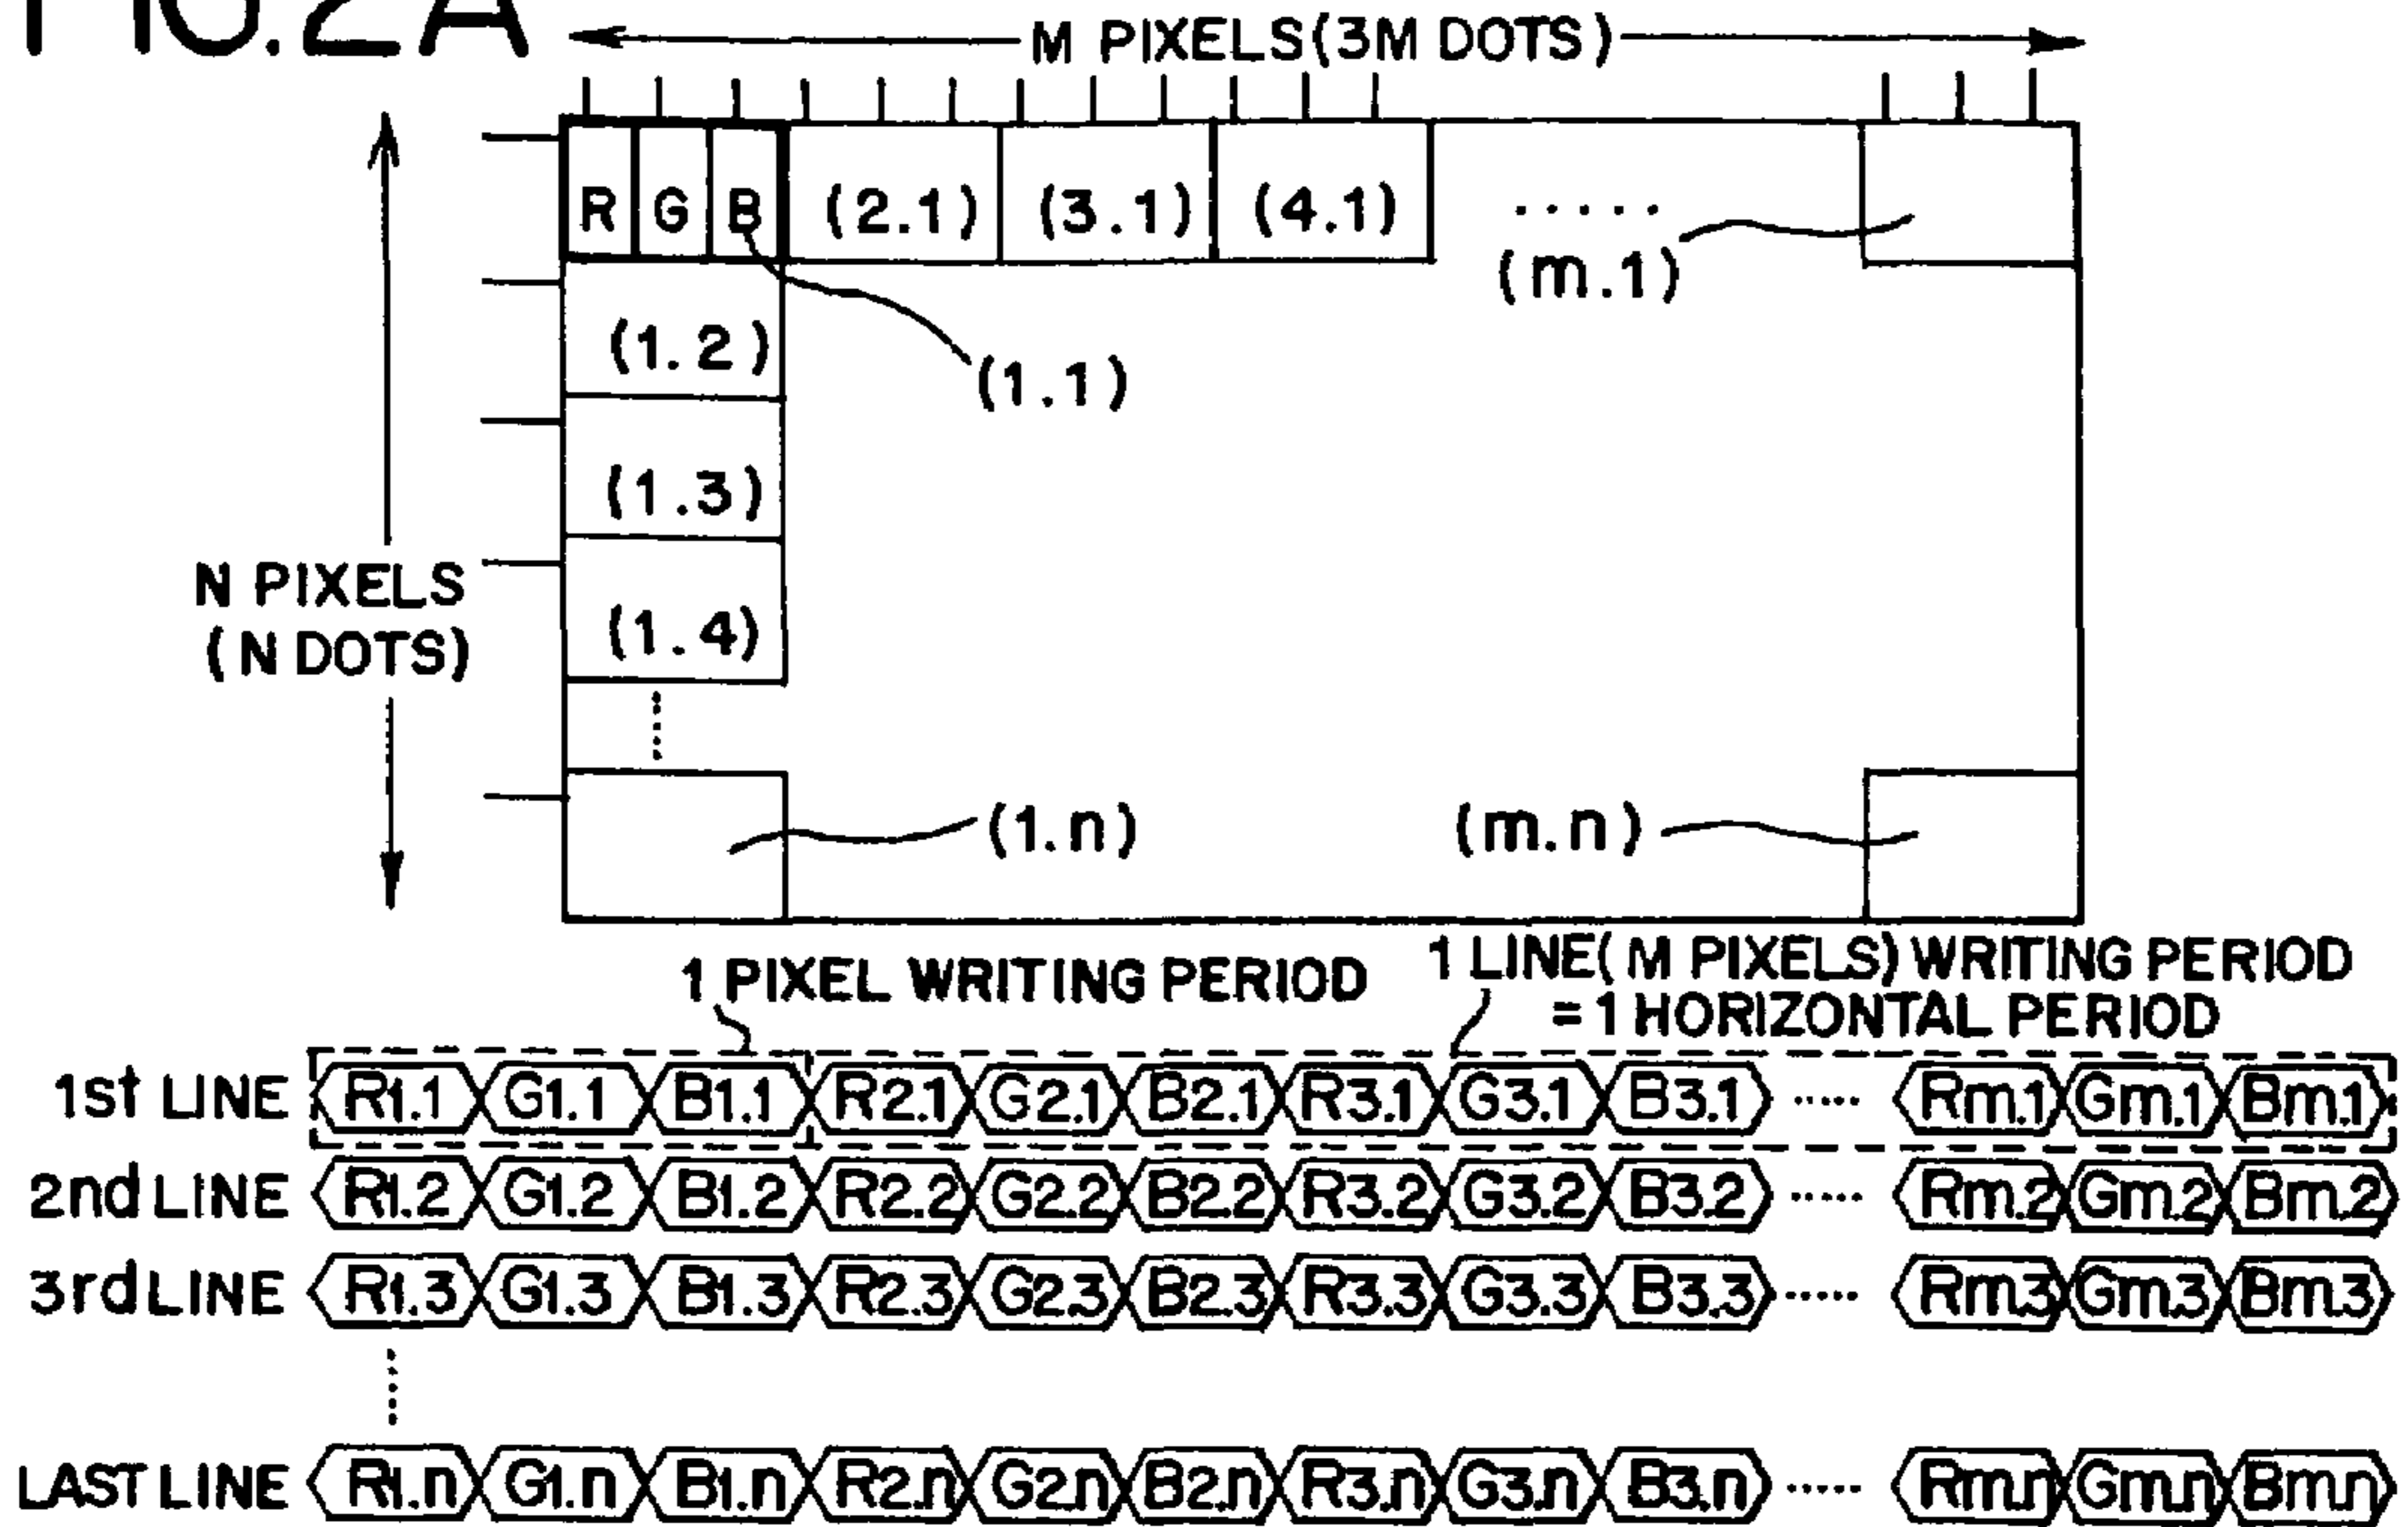 FIG.2A
M PIXELS(3M DOTS)
R G B (2.1) (3.1) (4.1) .....
(m.1)
(1.2)
(1.1)
(1.3)
N PIXELS
(N DOTS)
(1.4)
(1.n) (m.n)
1 PIXEL WRITING PERIOD
1 LINE(M PIXELS) WRITING PERIOD
=1 HORIZONTAL PERIOD
1st LINE R1.1 G1.1 B1.1 R2.1 G2.1 B2.1 R3.1 G3.1 B3.1 ..... Rm.1 Gm.1 Bm.1
2nd LINE R1.2 G1.2 B1.2 R2.2 G2.2 B2.2 R3.2 G3.2 B3.2 ..... Rm.2 Gm.2 Bm.2
3rd LINE R1.3 G1.3 B1.3 R2.3 G2.3 B2.3 R3.3 G3.3 B3.3 ..... Rm.3 Gm.3 Bm.3
LAST LINE R1.n G1.n B1.n R2.n G2.n B2.n R3.n G3.n B3.n ..... Rm.n Gm.n Bm.n